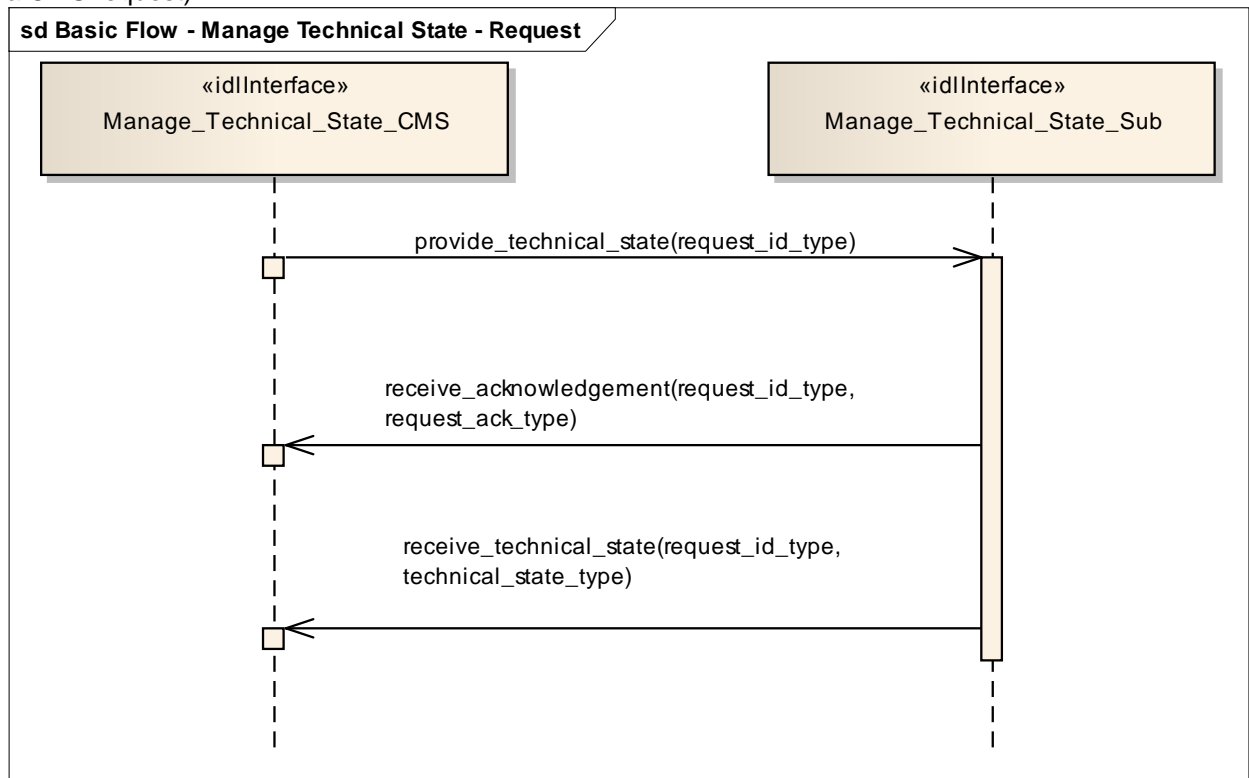 sd Basic Flow - Manage Technical State - Request
«idlInterface»
Manage_Technical_State_CMS
«idlInterface»
Manage_Technical_State_Sub
provide_technical_state(request_id_type)
receive_acknowledgement(request_id_type,
request_ack_type)
receive_technical_state(request_id_type,
technical_state_type)